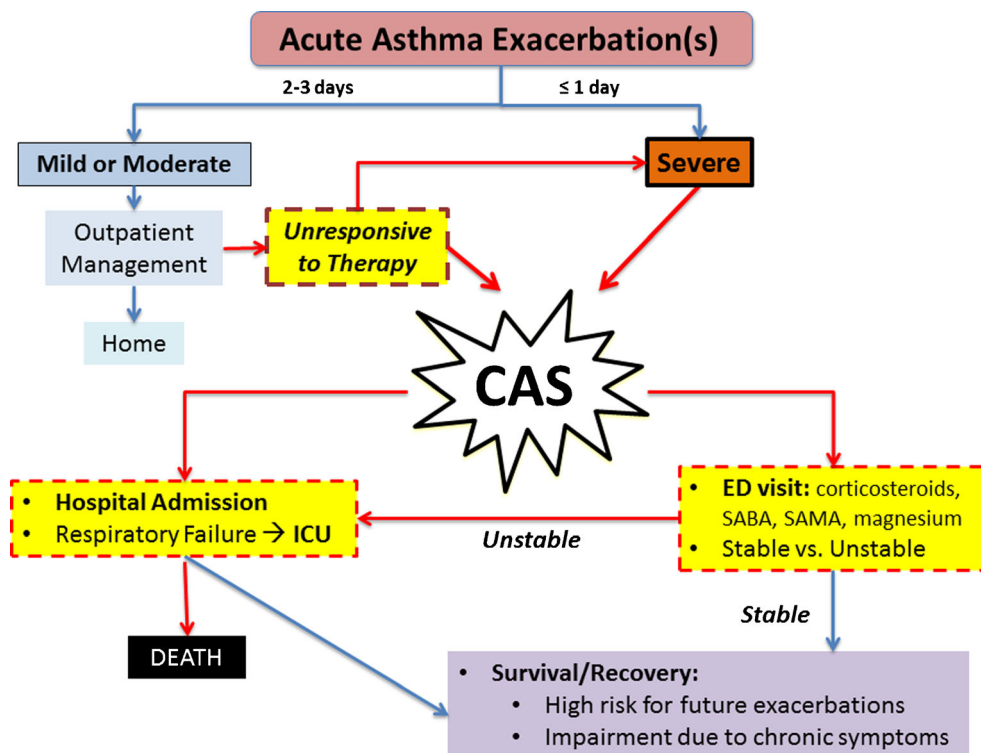 Acute Asthma Exacerbation(s)
2-3 days
≤ 1 day
Mild or Moderate
Severe
Outpatient
Management
Unresponsive
to Therapy
Home
CAS
• Hospital Admission
• Respiratory Failure → ICU
• ED visit: corticosteroids,
SABA, SAMA, magnesium
• Stable vs. Unstable
Unstable
Stable
DEATH
• Survival/Recovery:
• High risk for future exacerbations
• Impairment due to chronic symptoms